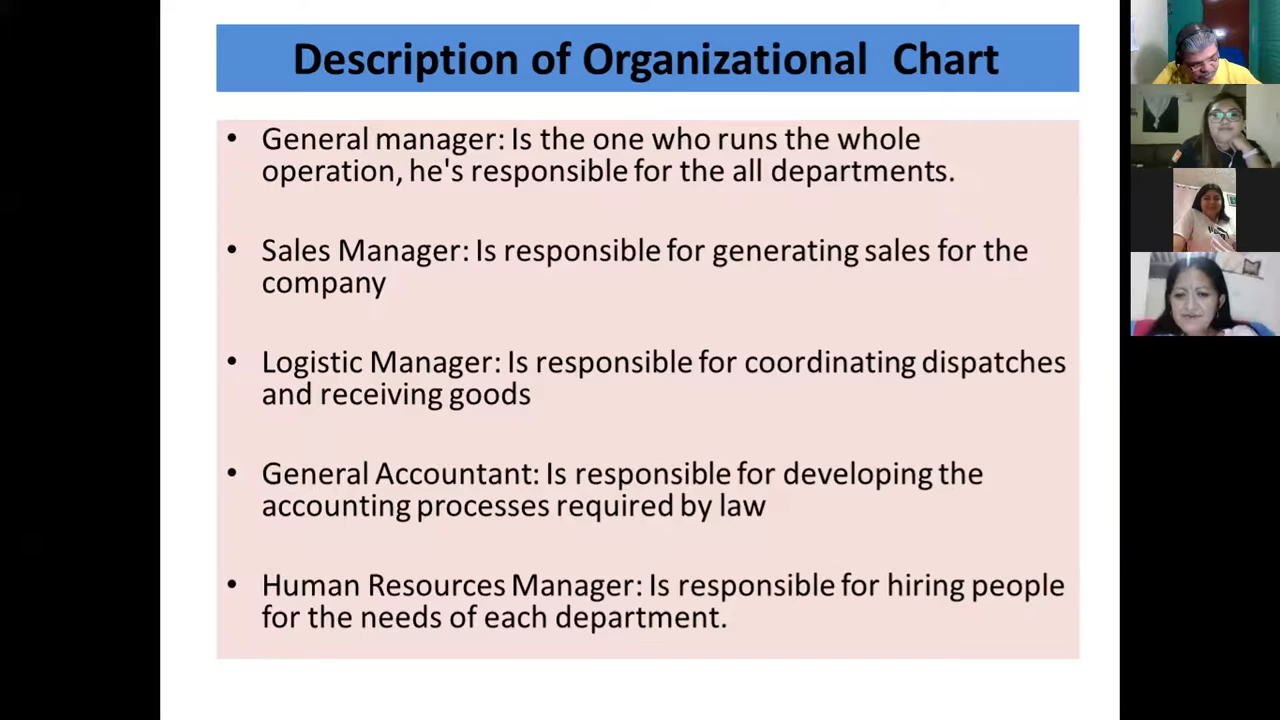 Description of Organizational Chart
• General manager: Is the one who runs the whole
operation, he's responsible for the all departments.
• Sales Manager: Is responsible for generating sales for the
company
• Logistic Manager: Is responsible for coordinating dispatches
and receiving goods
• General Accountant: Is responsible for developing the
accounting processes required by law
• Human Resources Manager: Is responsible for hiring people
for the needs of each department.